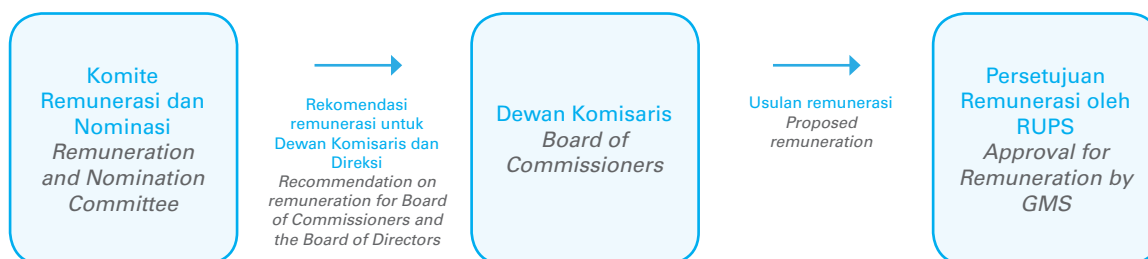 Komite
Remunerasi dan
Nominasi
Remuneration
and Nomination
Committee
Rekomendasi
remunerasi untuk
Dewan Komisaris dan
Direksi
Recommendation on
remuneration for Board
of Commissioners and
the Board of Directors
Dewan Komisaris
Board of
Commissioners
Usulan remunerasi
Proposed
remuneration
Persetujuan
Remunerasi oleh
RUPS
Approval for
Remuneration by
GMS